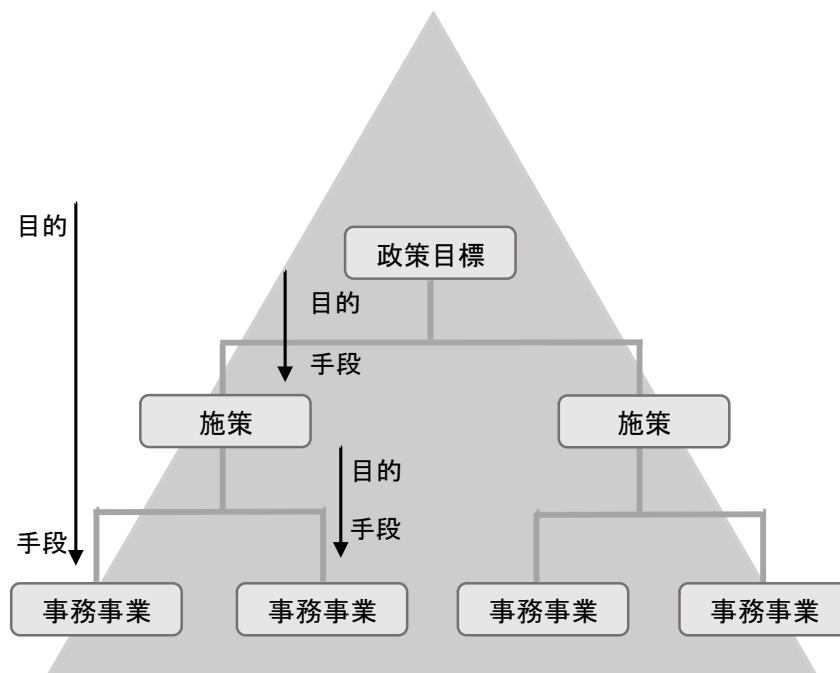 目的
政策目標
目的
手段
施策
施策
目的
手段
手段
事務事業
事務事業
事務事業
事務事業